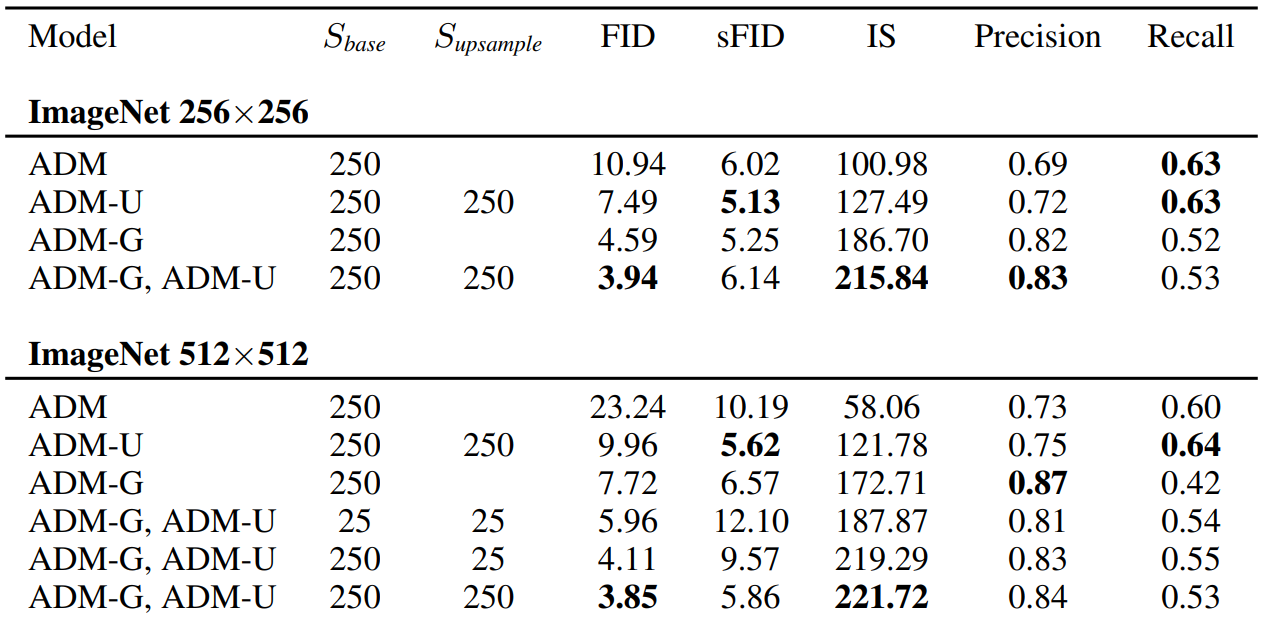 Model S_base S_upsample FID sFID IS Precision Recall
ImageNet 256×256
ADM 250 10.94 6.02 100.98 0.69 0.63
ADM-U 250 250 7.49 5.13 127.49 0.72 0.63
ADM-G 250 4.59 5.25 186.70 0.82 0.52
ADM-G, ADM-U 250 250 3.94 6.14 215.84 0.83 0.53
ImageNet 512×512
ADM 250 23.24 10.19 58.06 0.73 0.60
ADM-U 250 250 9.96 5.62 121.78 0.75 0.64
ADM-G 250 7.72 6.57 172.71 0.87 0.42
ADM-G, ADM-U 25 25 5.96 12.10 187.87 0.81 0.54
ADM-G, ADM-U 250 25 4.11 9.57 219.29 0.83 0.55
ADM-G, ADM-U 250 250 3.85 5.86 221.72 0.84 0.53